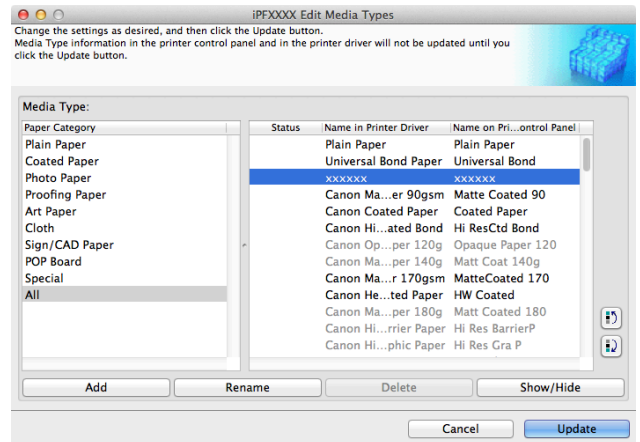 iPFXXXX Edit Media Types
Change the settings as desired, and then click the Update button.
Media Type information in the printer control panel and in the printer driver will not be updated until you
click the Update button.
Media Type:
Paper Category
Plain Paper
Coated Paper
Photo Paper
Proofing Paper
Art Paper
Cloth
Sign/CAD Paper
POP Board
Special
All
Status Name in Printer Driver Name on Pri...ontrol Panel
Plain Paper Plain Paper
Universal Bond Paper Universal Bond
xxxxxx xxxxxx
Canon Ma...er 90gsm Matte Coated 90
Canon Coated Paper Coated Paper
Canon Hi...ated Bond Hi ResCtd Bond
Canon Op...per 120g Opaque Paper 120
Canon Ma...per 140g Matt Coat 140g
Canon Ma...r 170gsm MatteCoated 170
Canon He...ted Paper HW Coated
Canon Ma...per 180g Matt Coated 180
Canon Hi...rrier Paper Hi Res BarrierP
Canon Hi...phic Paper Hi Res Gra P
Add Rename Delete Show/Hide
Cancel Update